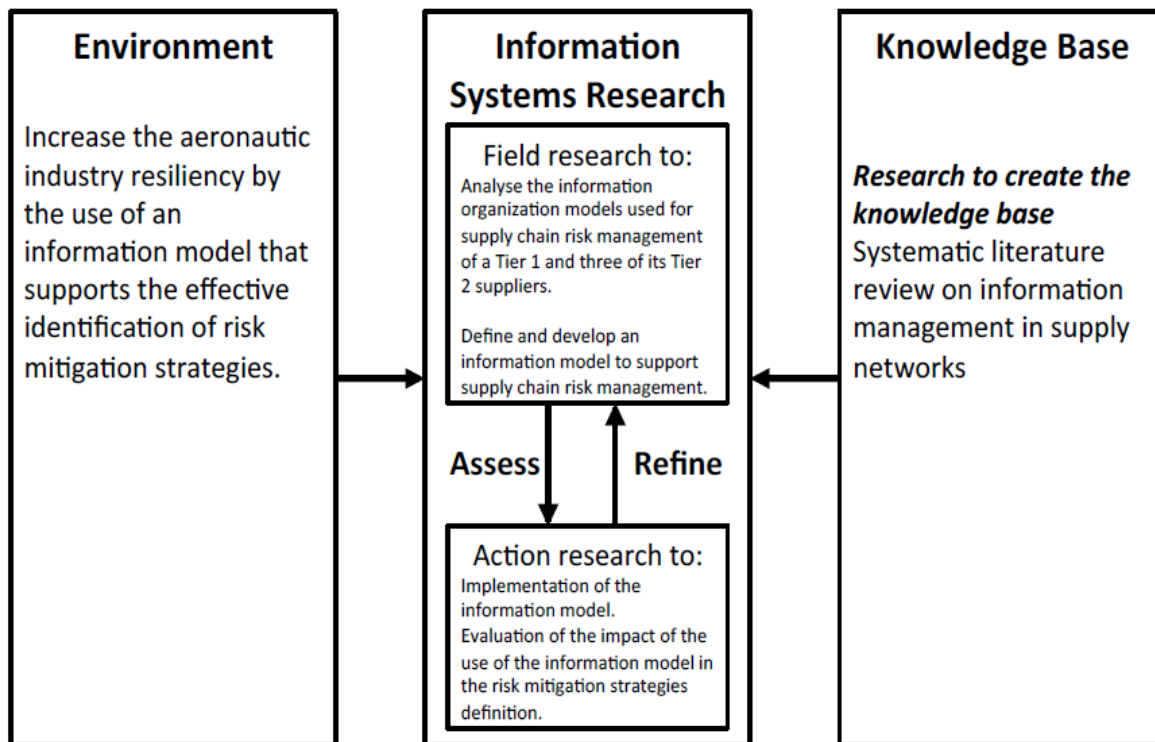 Environment
Increase the aeronautic
industry resiliency by
the use of an
information model that
supports the effective
identification of risk
mitigation strategies.
Information
Systems Research
Field research to:
Analyse the information
organization models used for
supply chain risk management
of a Tier 1 and three of its Tier
2 suppliers.
Define and develop an
information model to support
supply chain risk management.
Assess
Refine
Action research to:
Implementation of the
information model.
Evaluation of the impact of the
use of the information model in
the risk mitigation strategies
definition.
Knowledge Base
Research to create the
knowledge base
Systematic literature
review on information
management in supply
networks